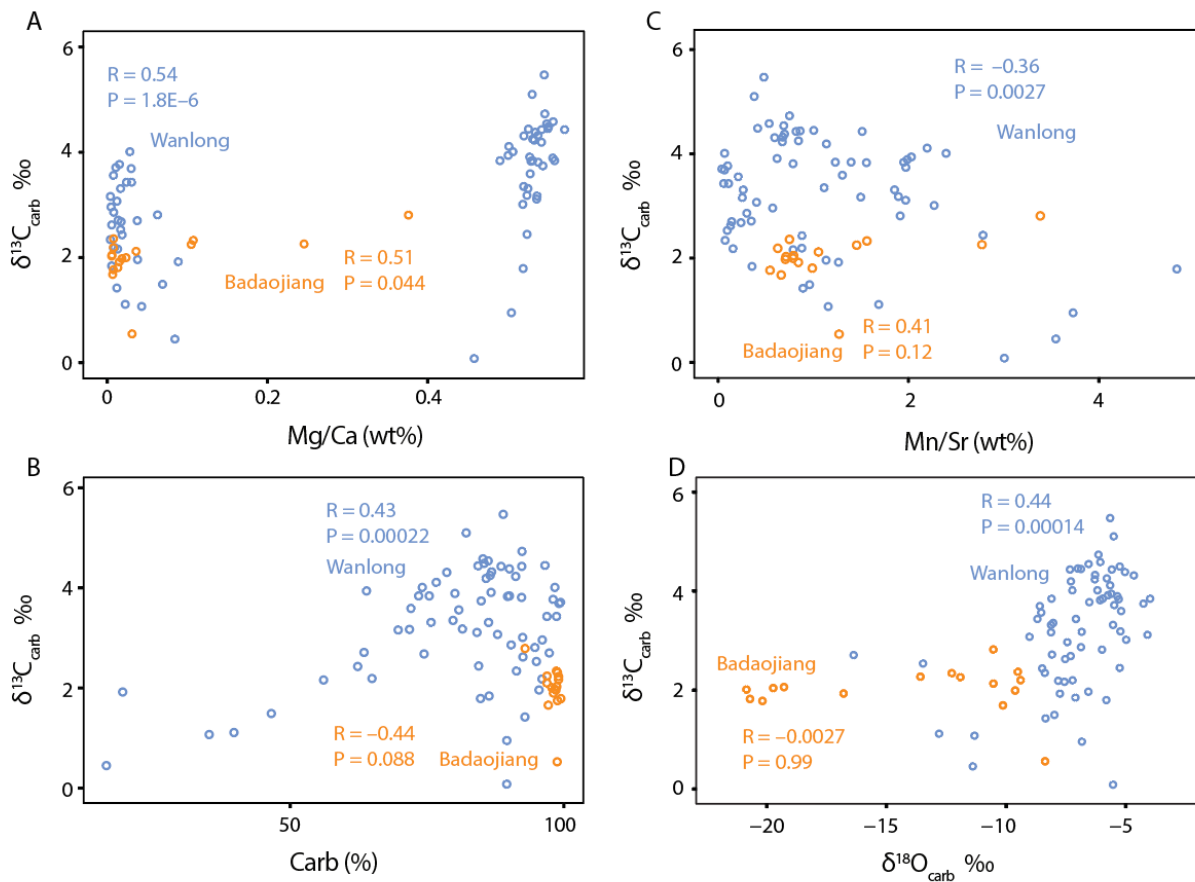 A
6
4
2
0
δ¹³Ccarb ‰
R = 0.54
P = 1.8E–6
Wanlong
R = 0.51
Badaojiang P = 0.044
0 0.2 0.4
Mg/Ca (wt%)
C
6
4
2
0
δ¹³Ccarb ‰
R = –0.36
P = 0.0027
Wanlong
R = 0.41
Badaojiang P = 0.12
0 2 4
Mn/Sr (wt%)
B
6
4
2
0
δ¹³Ccarb ‰
R = 0.43
P = 0.00022
Wanlong
R = –0.44
P = 0.088 Badaojiang
50 100
Carb (%)
D
6
4
2
0
δ¹³Ccarb ‰
R = 0.44
P = 0.00014
Wanlong
Badaojiang
R = –0.0027
P = 0.99
−20 −15 −10 −5
δ¹⁸Ocarb ‰